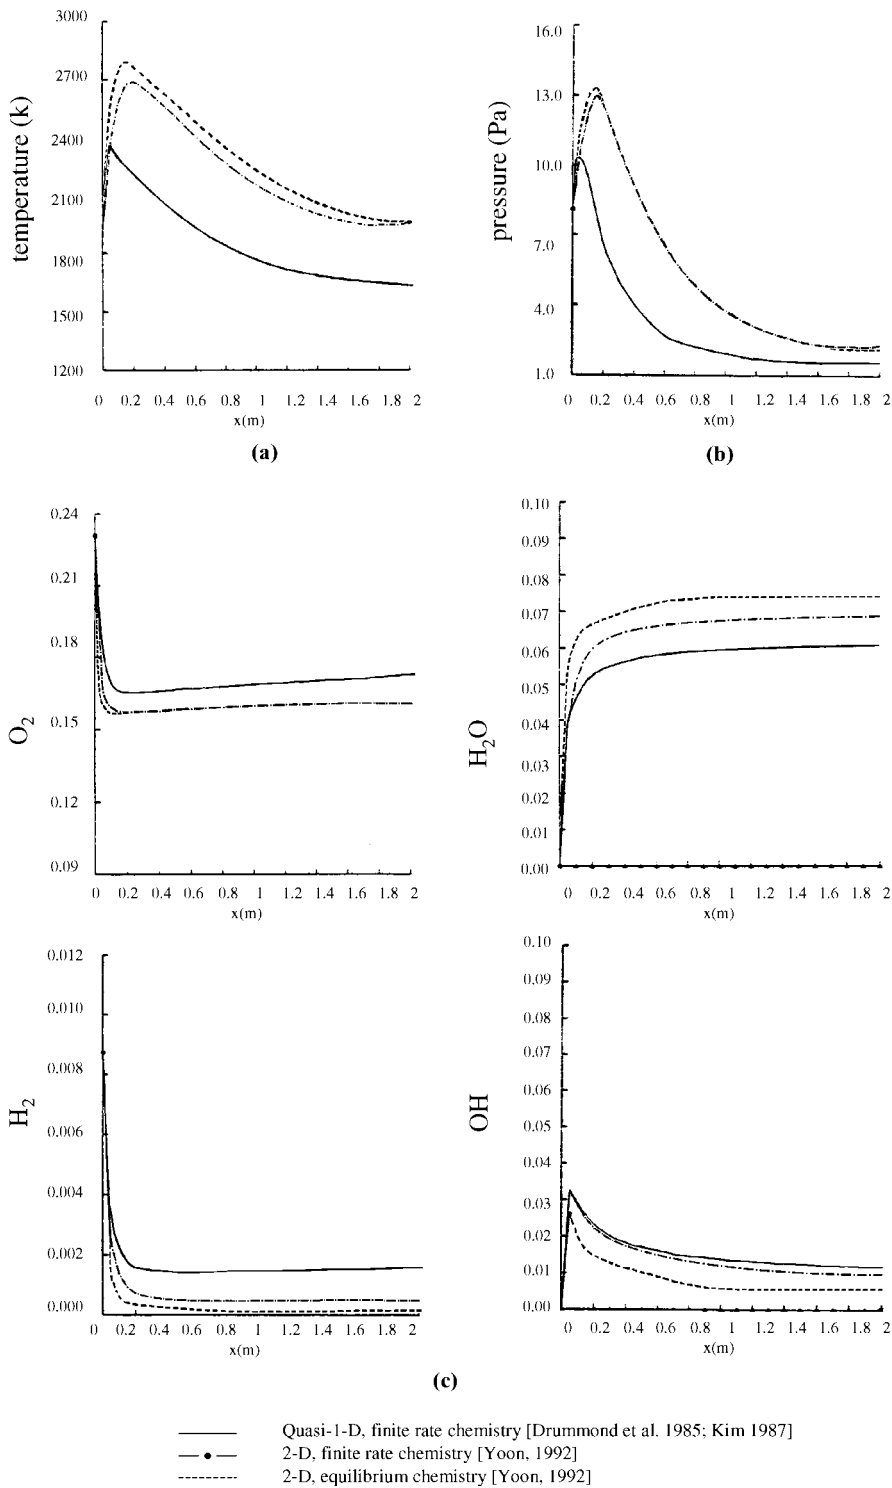 3000
2700
2400
2100
1800
1500
1200
temperature (k)
0 0.2 0.4 0.6 0.8 1 1.2 1.4 1.6 1.8 2
x(m)
(a)
16.0
13.0
10.0
7.0
4.0
1.0
pressure (Pa)
0 0.2 0.4 0.6 0.8 1 1.2 1.4 1.6 1.8 2
x(m)
(b)
0.24
0.21
0.18
0.15
0.12
0.09
O2
0 0.2 0.4 0.6 0.8 1 1.2 1.4 1.6 1.8 2
x(m)
0.10
0.09
0.08
0.07
0.06
0.05
0.04
0.03
0.02
0.01
0.00
H2O
0 0.2 0.4 0.6 0.8 1 1.2 1.4 1.6 1.8 2
x(m)
0.012
0.010
0.008
0.006
0.004
0.002
0.000
H2
0 0.2 0.4 0.6 0.8 1 1.2 1.4 1.6 1.8 2
x(m)
0.10
0.09
0.08
0.07
0.06
0.05
0.04
0.03
0.02
0.01
0.00
OH
0 0.2 0.4 0.6 0.8 1 1.2 1.4 1.6 1.8 2
x(m)
(c)
Quasi-1-D, finite rate chemistry [Drummond et al. 1985; Kim 1987]
2-D, finite rate chemistry [Yoon, 1992]
2-D, equilibrium chemistry [Yoon, 1992]